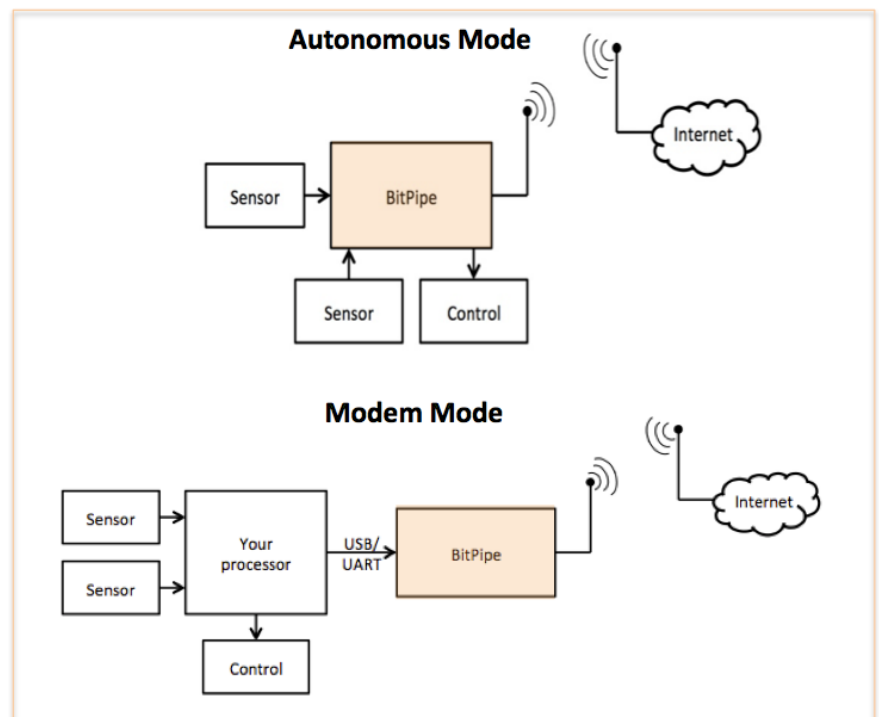 Autonomous Mode
Internet
Sensor
BitPipe
Sensor
Control
Modem Mode
Internet
Sensor
Your
processor
USB/
UART
BitPipe
Sensor
Control